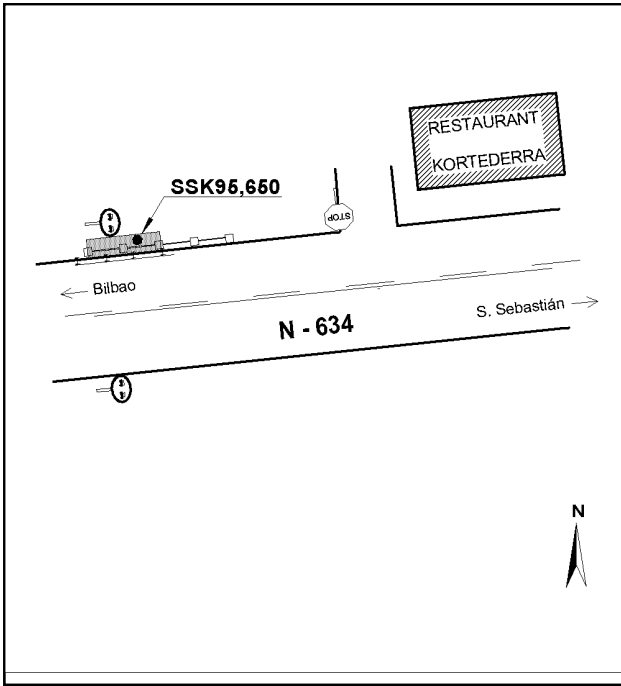 RESTAURANT
KORTEDERRA
SSK95,650
STOP
Bilbao
S. Sebastián
N - 634
N